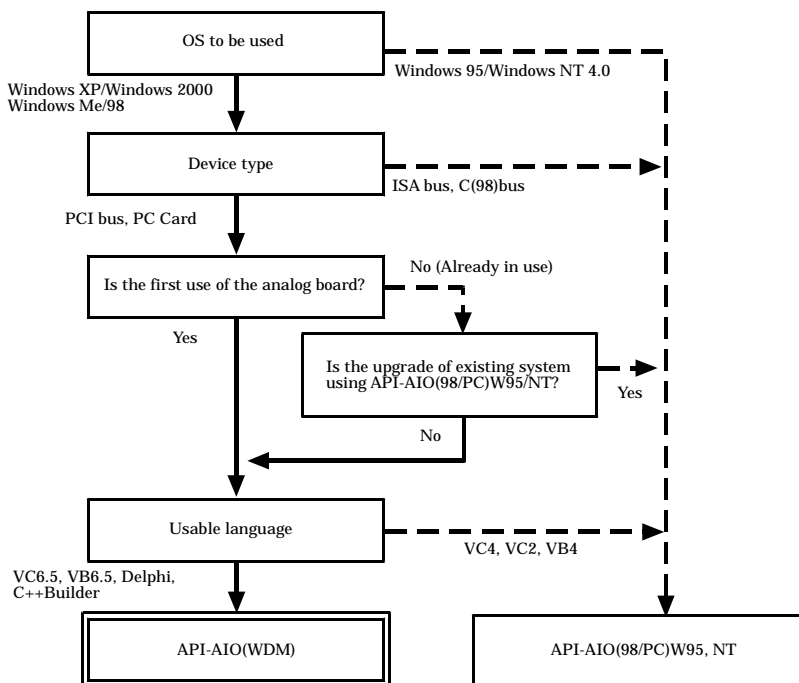 OS to be used
Windows 95/Windows NT 4.0
Windows XP/Windows 2000
Windows Me/98
Device type
ISA bus, C(98)bus
PCI bus, PC Card
No (Already in use)
Is the first use of the analog board?
Yes
Is the upgrade of existing system
using API-AIO(98/PC)W95/NT?
Yes
No
Usable language
VC4, VC2, VB4
VC6.5, VB6.5, Delphi,
C++Builder
API-AIO(WDM)
API-AIO(98/PC)W95, NT